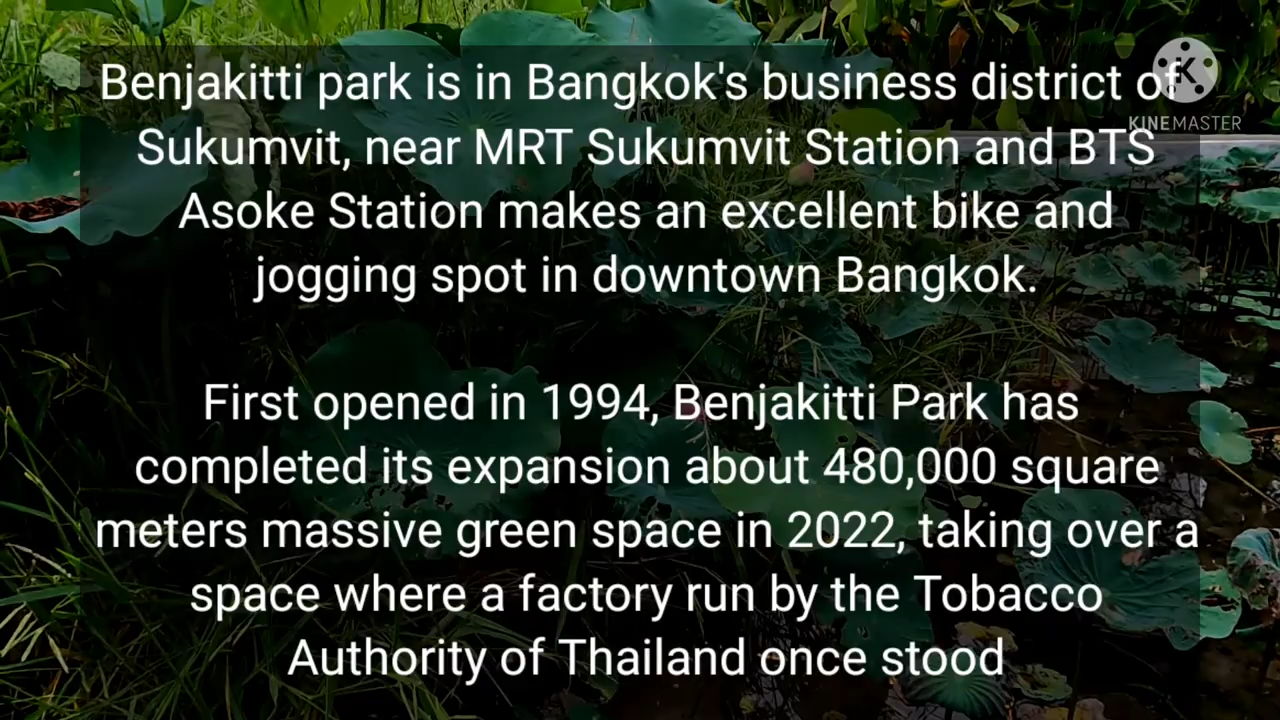 Benjakitti park is in Bangkok's business district of
Sukumvit, near MRT Sukumvit Station and BTS
Asoke Station makes an excellent bike and
jogging spot in downtown Bangkok.
First opened in 1994, Benjakitti Park has
completed its expansion about 480,000 square
meters massive green space in 2022, taking over a
space where a factory run by the Tobacco
Authority of Thailand once stood
K
KINEMASTER